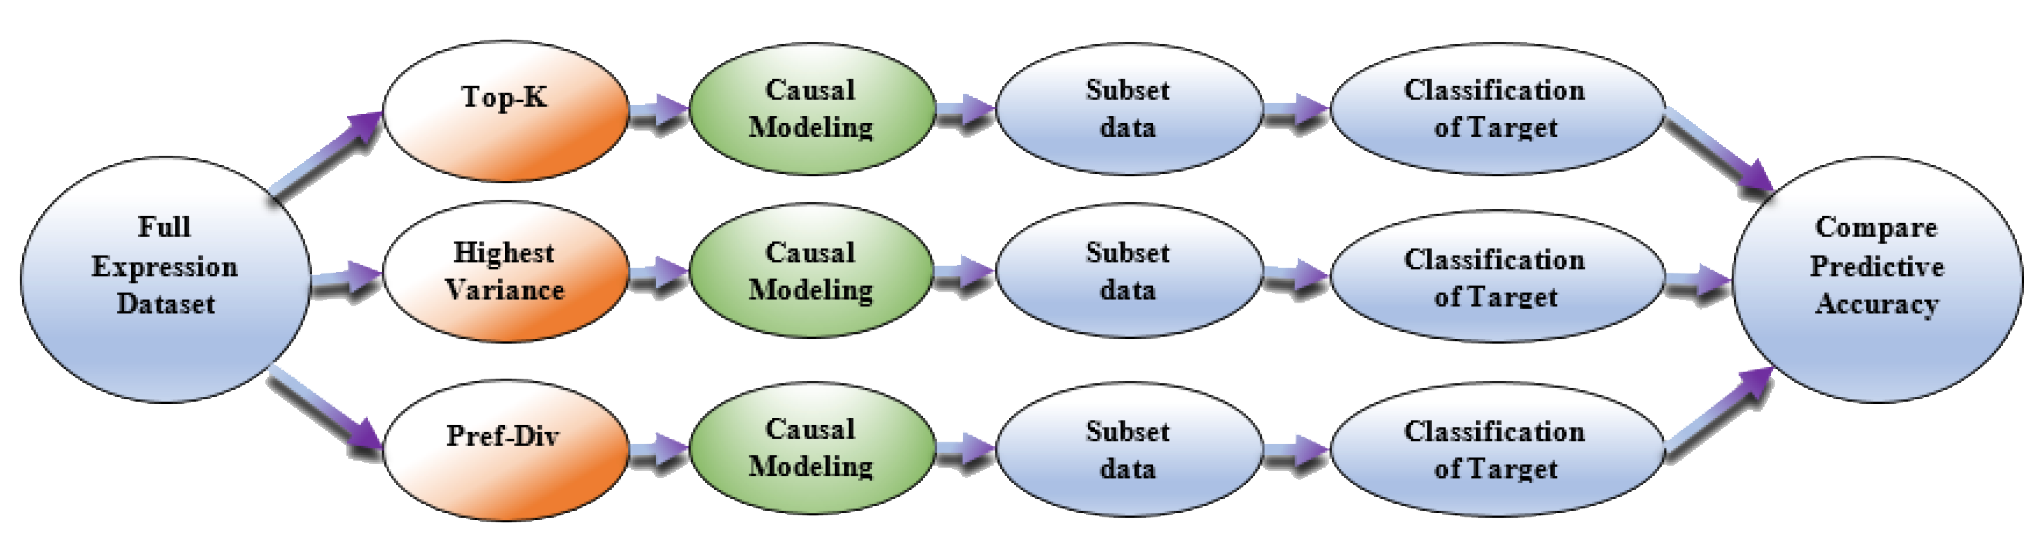 Full
Expression
Dataset
Top-K
Causal
Modeling
Subset
data
Classification
of Target
Highest
Variance
Causal
Modeling
Subset
data
Classification
of Target
Pref-Div
Causal
Modeling
Subset
data
Classification
of Target
Compare
Predictive
Accuracy